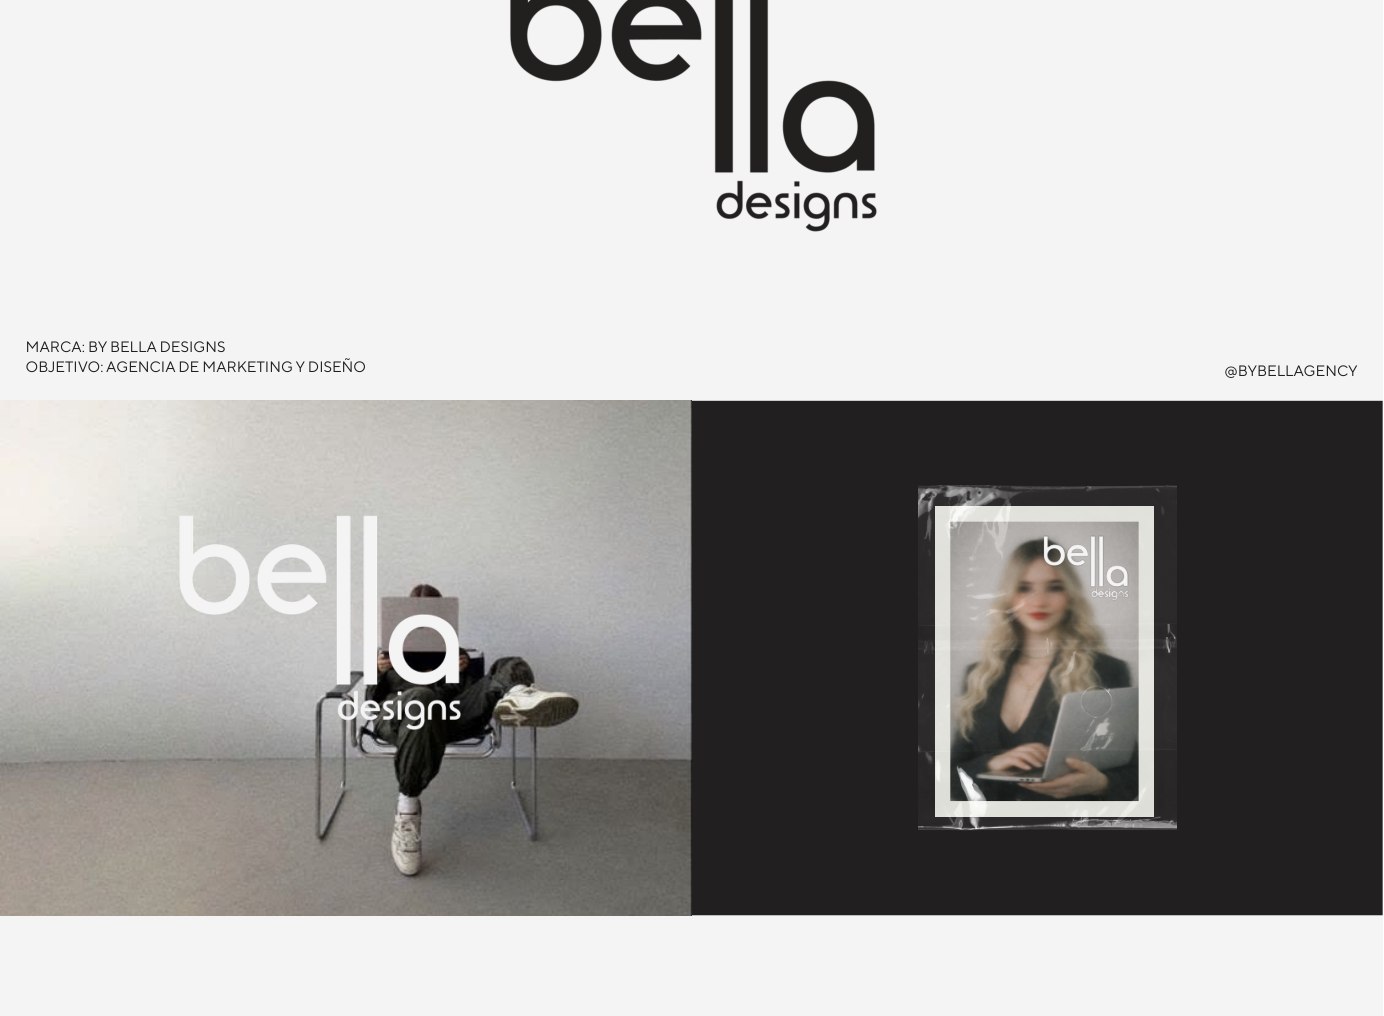 bella
designs
MARCA: BY BELLA DESIGNS
OBJETIVO: AGENCIA DE MARKETING Y DISEÑO
@BYBELLAGENCY
bella
designs
bella
designs